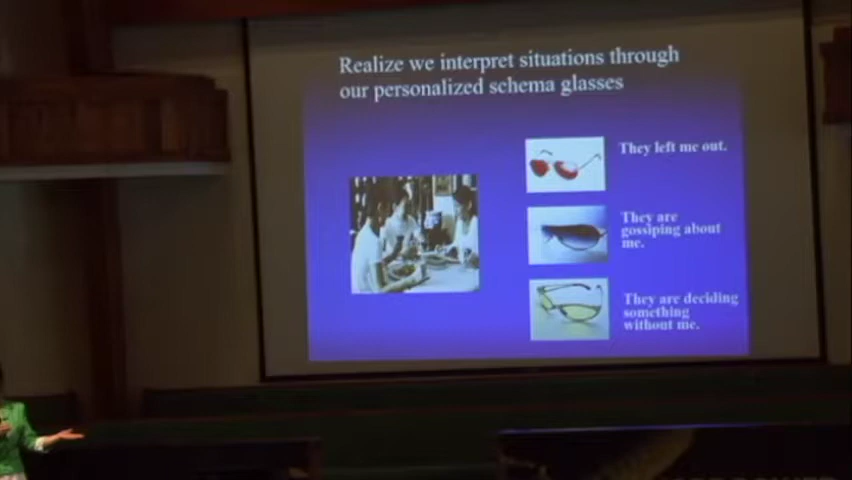 Realize we interpret situations through
our personalized schema glasses
They left me out.
They are
gossiping about
me.
They are deciding
something
without me.